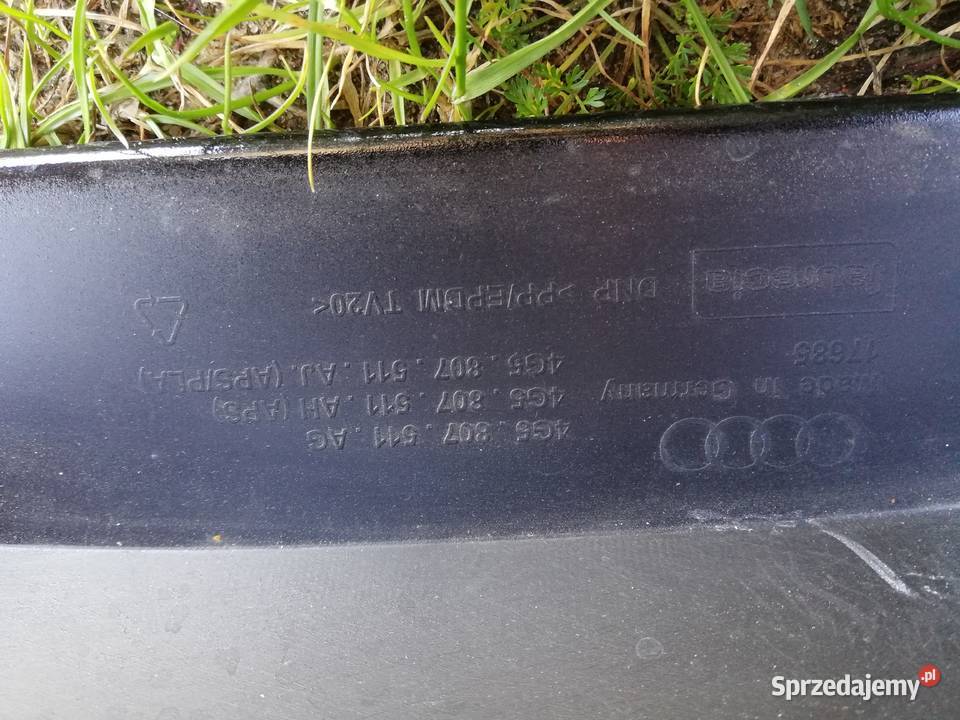 4G5 . 807 . 511 . AG
4G5 . 807 . 511 . AH (APS)
4G5 . 807 . 511 . AJ. (APS/PLA)
made in Germany
17685
DNP >PP/EPDM TV20<
faurecia
Sprzedajemy.pl